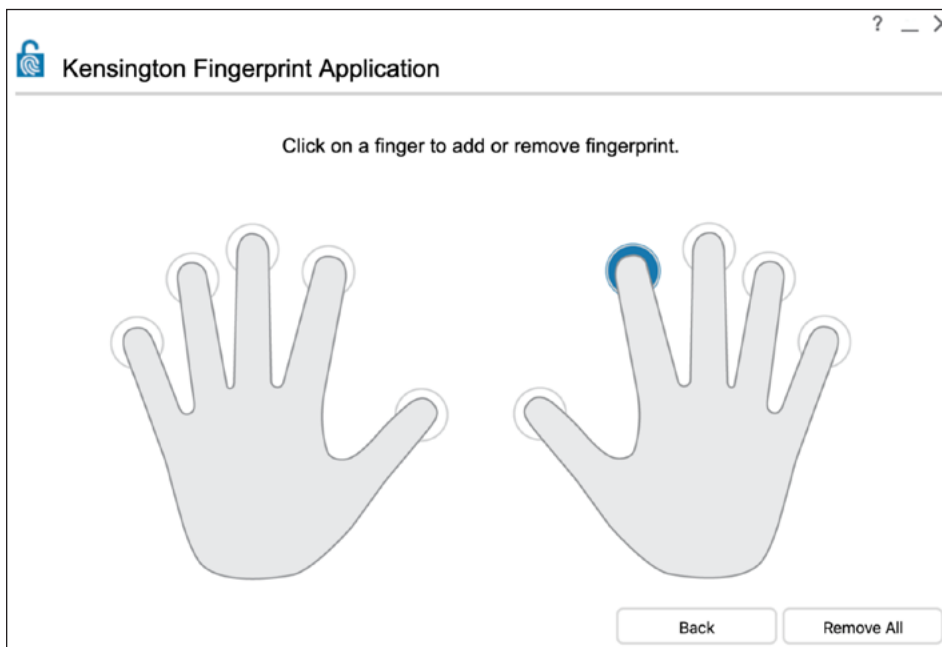 ?
Kensington Fingerprint Application
Click on a finger to add or remove fingerprint.
Back
Remove All